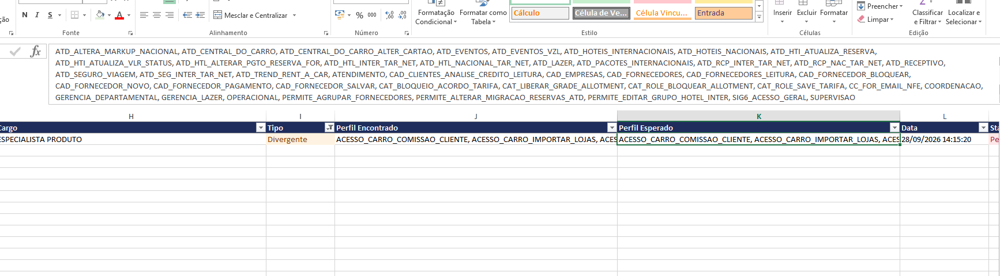 Mesclar e Centralizar
Formatação Condicional
Formatar como Tabela
Cálculo
Célula de Ve...
Célula Vincu...
Entrada
Inserir
Excluir
Formatar
Preencher
Limpar
Classificar e Filtrar
Localizar e Selecionar
ção
N I S
% 000
Fonte
Alinhamento
Número
Estilo
Células
Edição
fx
ATD_ALTERA_MARKUP_NACIONAL, ATD_CENTRAL_DO_CARRO, ATD_CENTRAL_DO_CARRO_ALTER_CARTAO, ATD_EVENTOS, ATD_EVENTOS_VZL, ATD_HOTEIS_INTERNACIONAIS, ATD_HOTEIS_NACIONAIS, ATD_HTI_ATUALIZA_RESERVA,
ATD_HTI_ATUALIZA_VLR_STATUS, ATD_HTL_ALTERAR_PGTO_RESERVA_FOR, ATD_HTL_INTER_TAR_NET, ATD_HTL_NACIONAL_TAR_NET, ATD_LAZER, ATD_PACOTES_INTERNACIONAIS, ATD_RCP_INTER_TAR_NET, ATD_RCP_NAC_TAR_NET, ATD_RECEPTIVO,
ATD_SEGURO_VIAGEM, ATD_SEG_INTER_TAR_NET, ATD_TREND_RENT_A_CAR, ATENDIMENTO, CAD_CLIENTES_ANALISE_CREDITO_LEITURA, CAD_EMPRESAS, CAD_FORNECEDORES, CAD_FORNECEDORES_LEITURA, CAD_FORNECEDOR_BLOQUEAR,
CAD_FORNECEDOR_NOVO, CAD_FORNECEDOR_PAGAMENTO, CAD_FORNECEDOR_SALVAR, CAT_BLOQUEIO_ACORDO_TARIFA, CAT_LIBERAR_GRADE_ALLOTMENT, CAT_ROLE_BLOQUEAR_ALLOTMENT, CAT_ROLE_SAVE_TARIFA, CC_FOR_EMAIL_NFE, COORDENACAO,
GERENCIA_DEPARTAMENTAL, GERENCIA_LAZER, OPERACIONAL, PERMITE_AGRUPAR_FORNECEDORES, PERMITE_ALTERAR_MIGRACAO_RESERVAS_ATD, PERMITE_EDITAR_GRUPO_HOTEL_INTER, SIG6_ACESSO_GERAL, SUPERVISAO
H I J K L
Cargo Tipo Perfil Encontrado Perfil Esperado Data Sta
ESPECIALISTA PRODUTO Divergente ACESSO_CARRO_COMISSAO_CLIENTE, ACESSO_CARRO_IMPORTAR_LOJAS, ACES ACESSO_CARRO_COMISSAO_CLIENTE, ACESSO_CARRO_IMPORTAR_LOJAS, ACES 28/09/2026 14:15:20 Pe